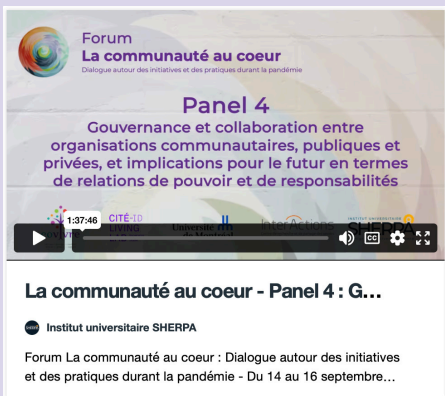 Forum
La communauté au coeur
Dialogue autour des initiatives et des pratiques durant la pandémie
Panel 4
Gouvernance et collaboration entre
organisations communautaires, publiques et
privées, et implications pour le futur en termes
de relations de pouvoir et de responsabilités
CITÉ-ID
LIVING
Université
de Montréal
InterActions
INSTITUT UNIVERSITAIRE
SHERPA
1:37:46
CC
La communauté au coeur - Panel 4 : G...
Institut universitaire SHERPA
Forum La communauté au coeur : Dialogue autour des initiatives
et des pratiques durant la pandémie - Du 14 au 16 septembre...